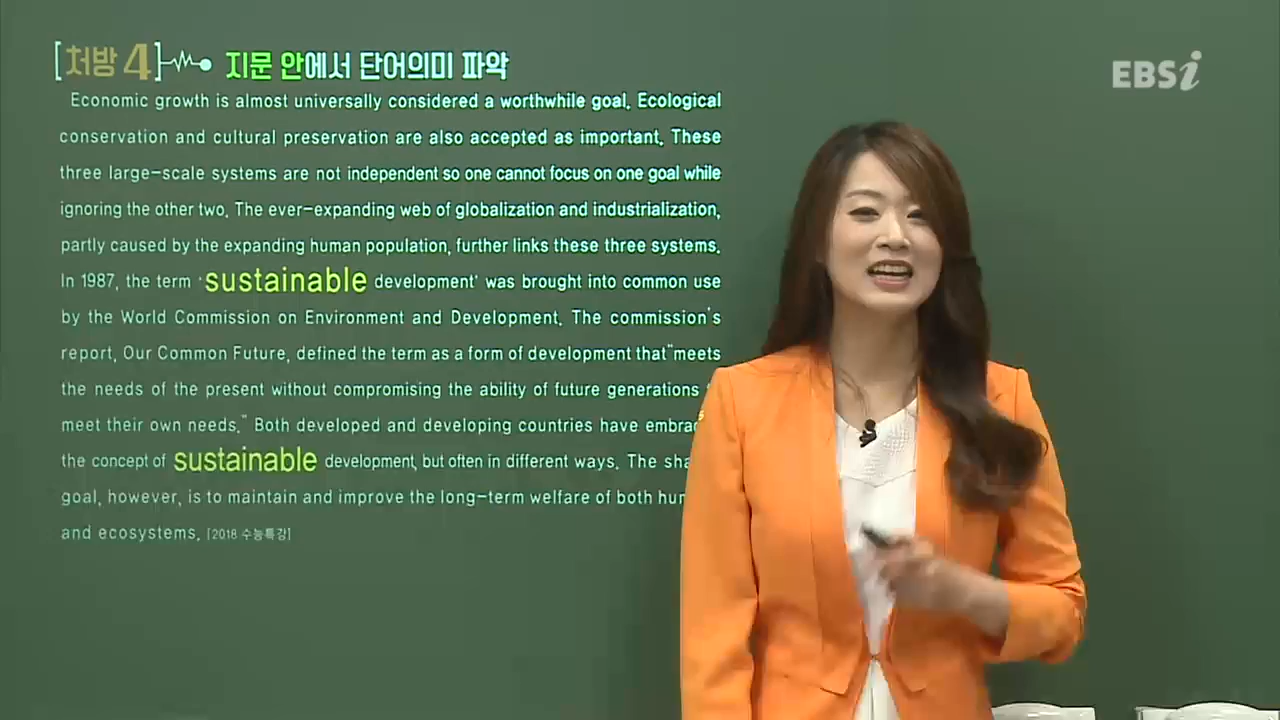 [처방 4] 지문 안에서 단어의미 파악
EBSi
Economic growth is almost universally considered a worthwhile goal. Ecological
conservation and cultural preservation are also accepted as important. These
three large-scale systems are not independent so one cannot focus on one goal while
ignoring the other two. The ever-expanding web of globalization and industrialization,
partly caused by the expanding human population, further links these three systems.
In 1987, the term 'sustainable development' was brought into common use
by the World Commission on Environment and Development. The commission's
report, Our Common Future, defined the term as a form of development that "meets
the needs of the present without compromising the ability of future generations
meet their own needs." Both developed and developing countries have
the concept of sustainable development, but often in different ways. The
goal, however, is to maintain and improve the long-term welfare of both
and ecosystems. [2018 수능특강]